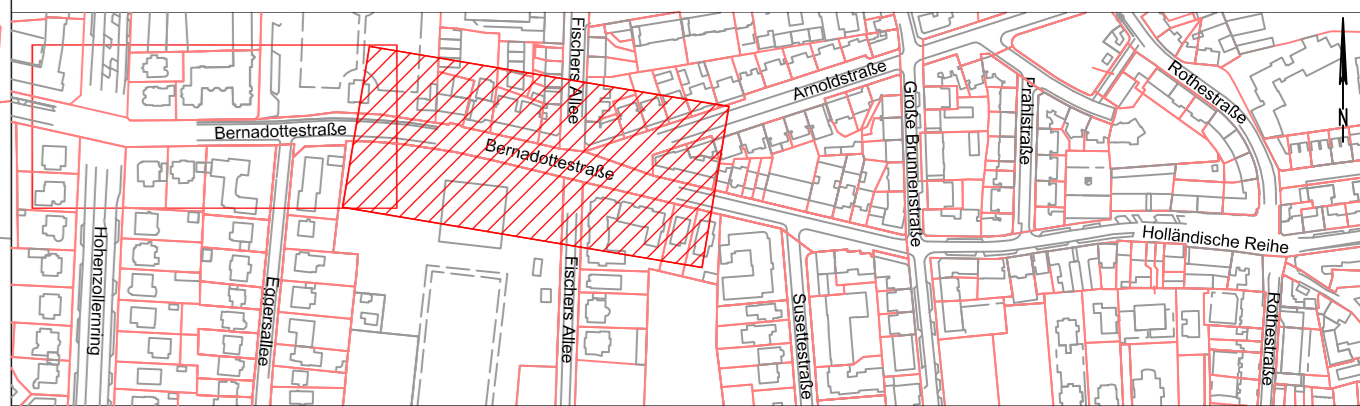 Fischers Allee
Arnoldstraße
Rothestraße
Große Brunnenstraße
Prahlstraße
N
Bernadottestraße
Bernadottestraße
Hohenzollernring
Eggersallee
Fischers Allee
Susettestraße
Holländische Reihe
Rothestraße